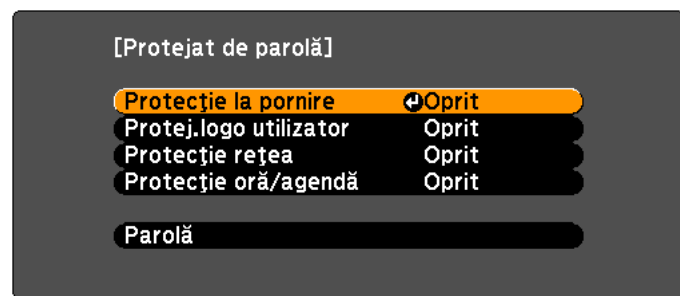 [Protejat de parolă]
Protecţie la pornire Oprit
Protej.logo utilizator Oprit
Protecţie reţea Oprit
Protecţie oră/agendă Oprit
Parolă